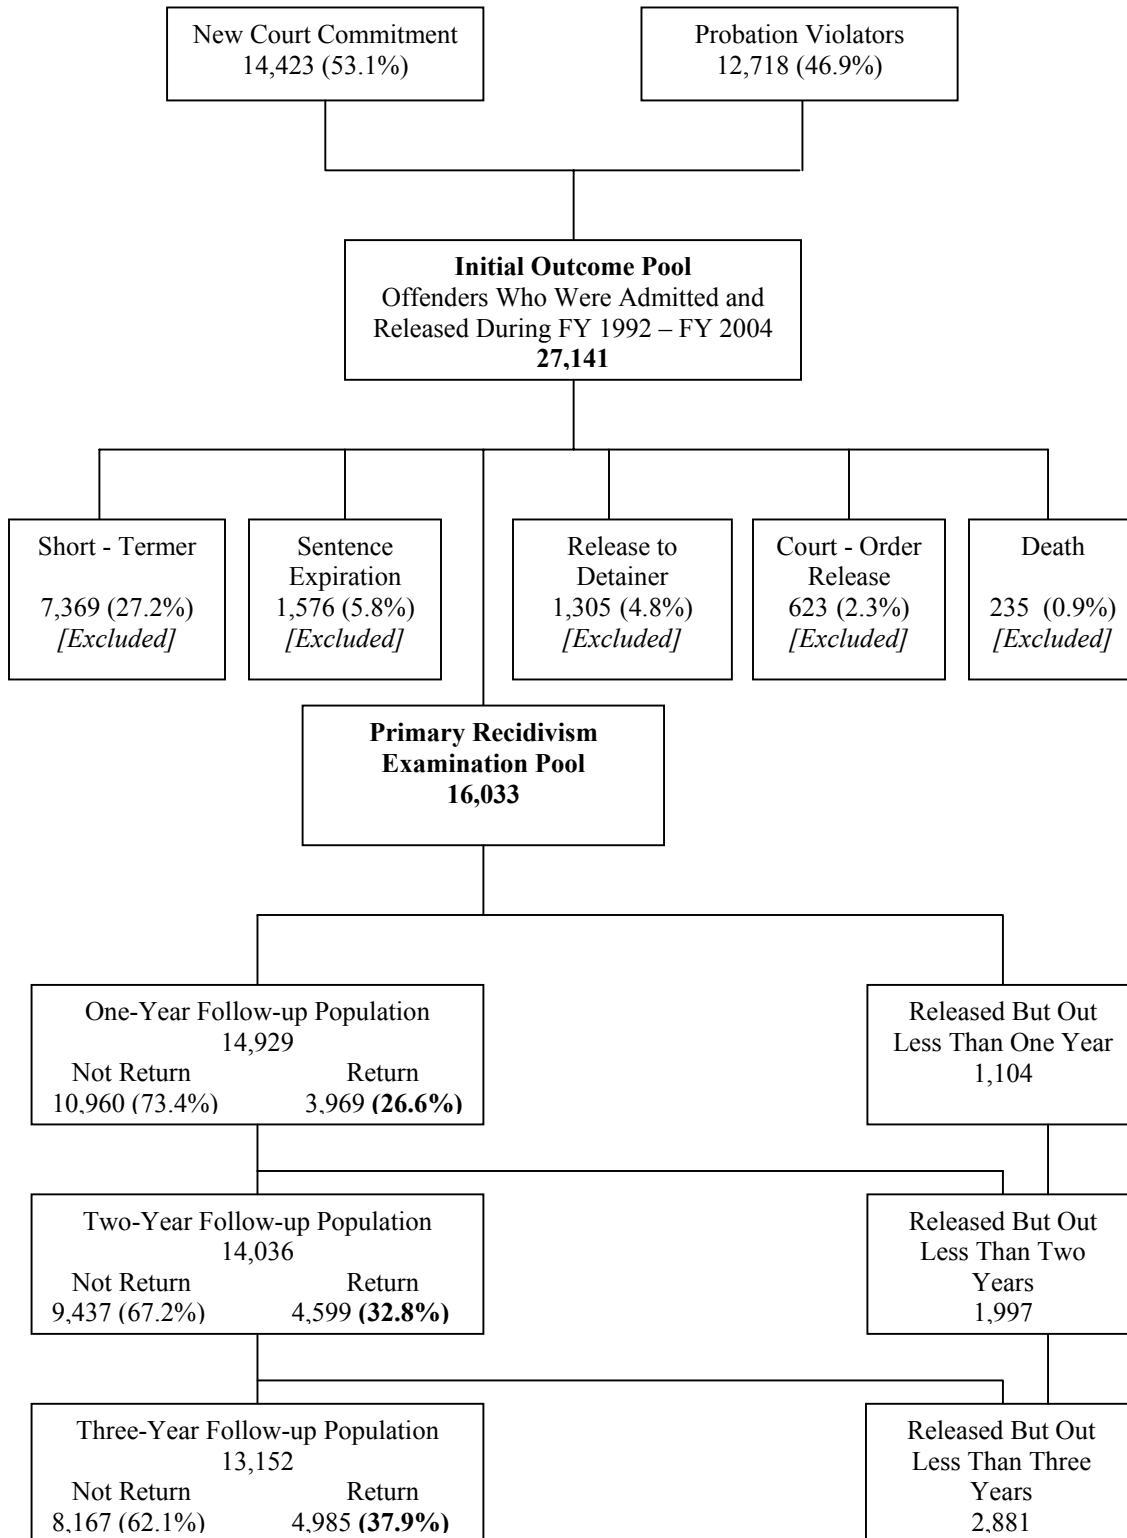 New Court Commitment
14,423 (53.1%)
Probation Violators
12,718 (46.9%)
Initial Outcome Pool
Offenders Who Were Admitted and
Released During FY 1992 – FY 2004
27,141
Short - Termer
7,369 (27.2%)
[Excluded]
Sentence
Expiration
1,576 (5.8%)
[Excluded]
Release to
Detainer
1,305 (4.8%)
[Excluded]
Court - Order
Release
623 (2.3%)
[Excluded]
Death
235 (0.9%)
[Excluded]
Primary Recidivism
Examination Pool
16,033
One-Year Follow-up Population
14,929
Not Return Return
10,960 (73.4%) 3,969 (26.6%)
Released But Out
Less Than One Year
1,104
Two-Year Follow-up Population
14,036
Not Return Return
9,437 (67.2%) 4,599 (32.8%)
Released But Out
Less Than Two
Years
1,997
Three-Year Follow-up Population
13,152
Not Return Return
8,167 (62.1%) 4,985 (37.9%)
Released But Out
Less Than Three
Years
2,881